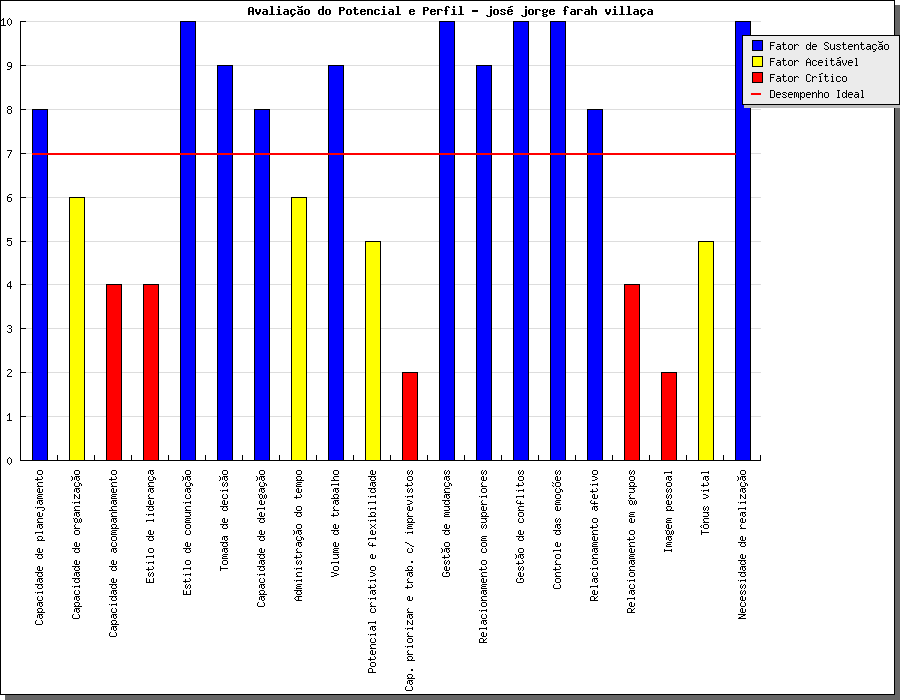 Avaliação do Potencial e Perfil - josé jorge farah villaça
10
9
8
7
6
5
4
3
2
1
0
Fator de Sustentação
Fator Aceitável
Fator Crítico
Desempenho Ideal
Capacidade de planejamento
Capacidade de organização
Capacidade de acompanhamento
Estilo de liderança
Estilo de comunicação
Tomada de decisão
Capacidade de delegação
Administração do tempo
Volume de trabalho
Potencial criativo e flexibilidade
Cap. priorizar e trab. c/ imprevistos
Gestão de mudanças
Relacionamento com superiores
Gestão de conflitos
Controle das emoções
Relacionamento afetivo
Relacionamento em grupos
Imagem pessoal
Tônus vital
Necessidade de realização